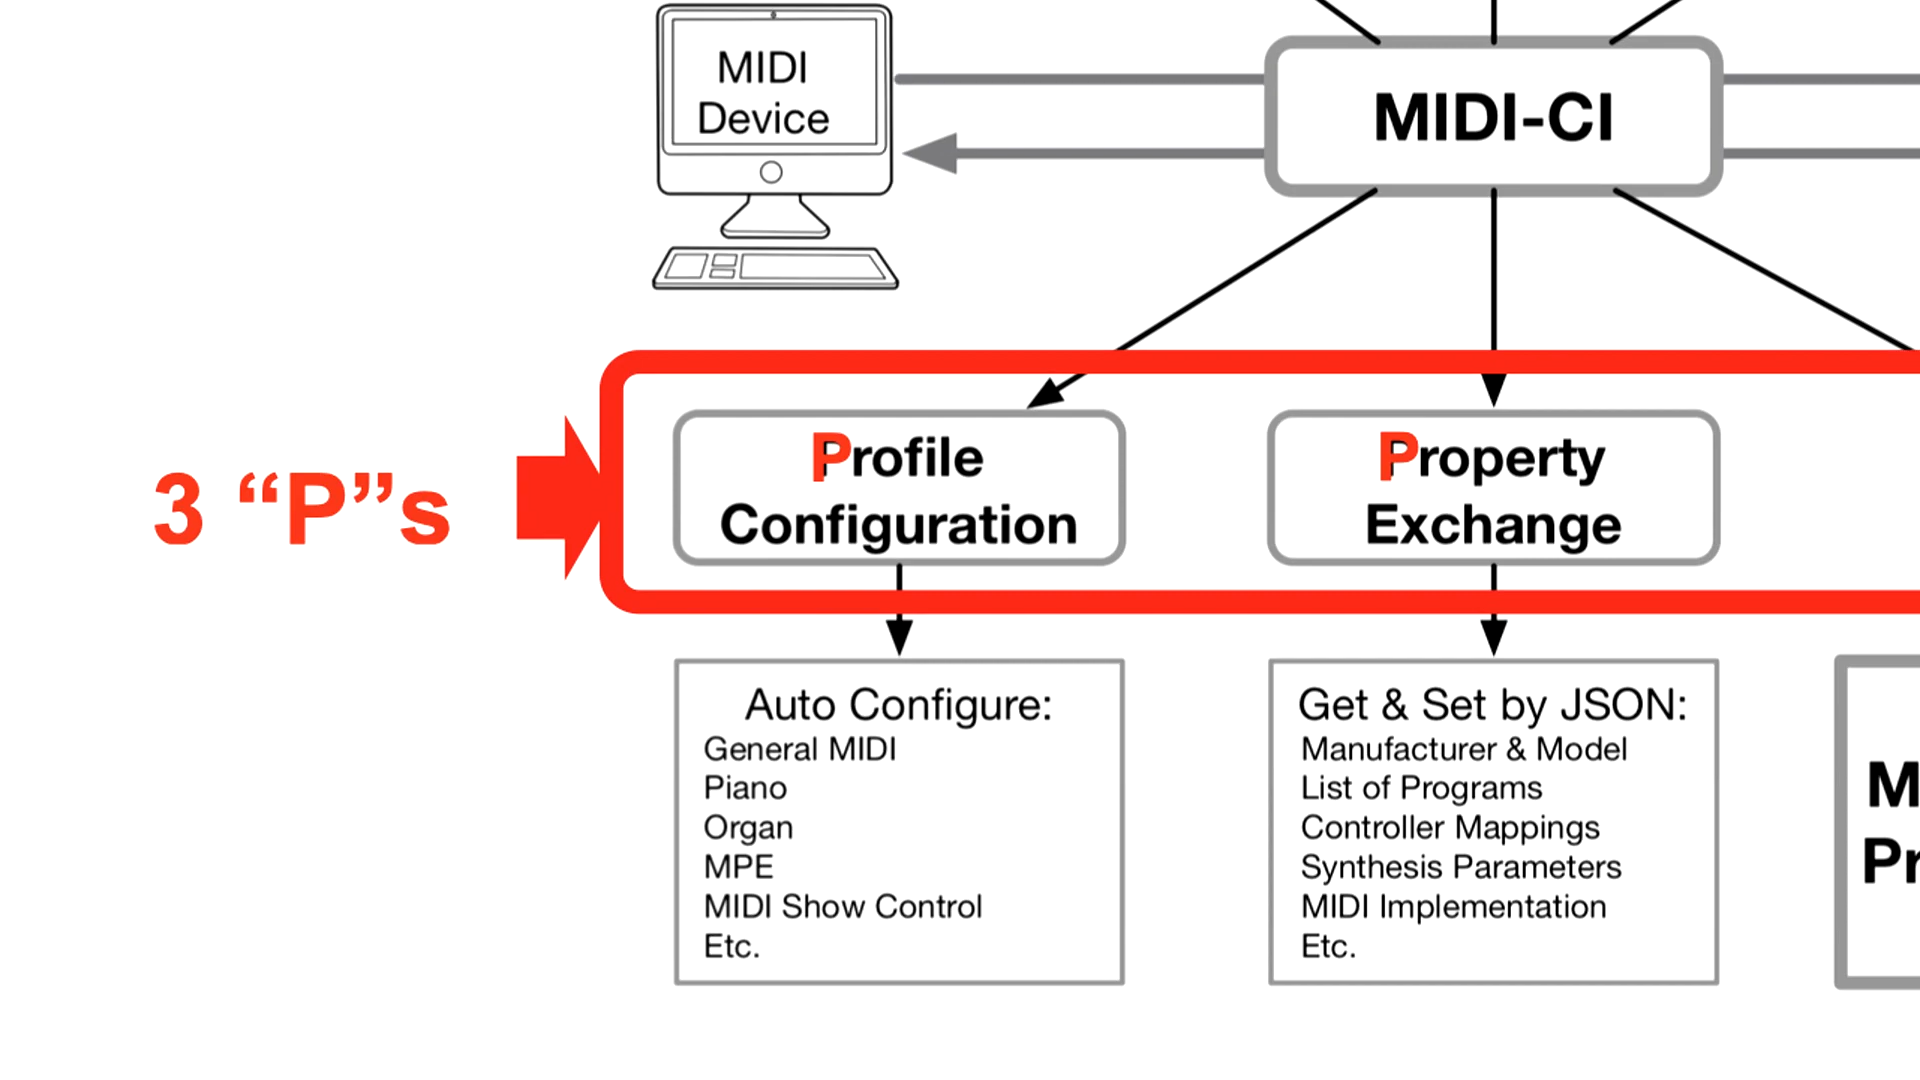 MIDI
Device
MIDI-CI
3 “P”s
Profile
Configuration
Property
Exchange
Auto Configure:
General MIDI
Piano
Organ
MPE
MIDI Show Control
Etc.
Get & Set by JSON:
Manufacturer & Model
List of Programs
Controller Mappings
Synthesis Parameters
MIDI Implementation
Etc.
M
Pr